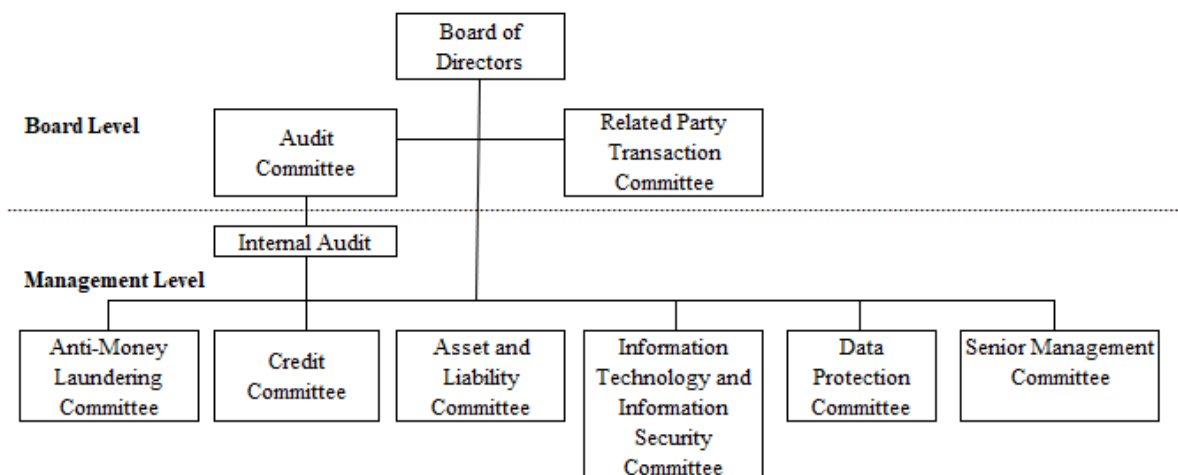 Board of
Directors
Board Level
Audit
Committee
Related Party
Transaction
Committee
Internal Audit
Management Level
Anti-Money
Laundering
Committee
Credit
Committee
Asset and
Liability
Committee
Information
Technology and
Information
Security
Committee
Data
Protection
Committee
Senior Management
Committee